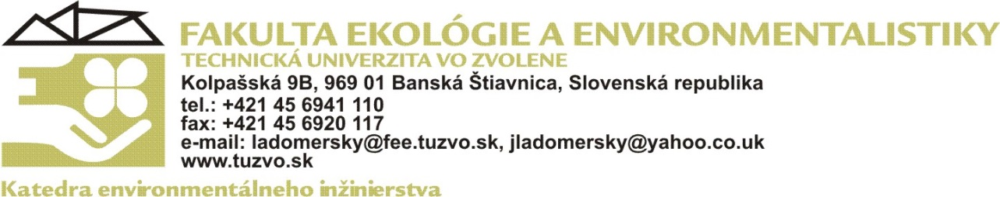 FAKULTA EKOLÓGIE A ENVIRONMENTALISTIKY
TECHNICKÁ UNIVERZITA VO ZVOLENE
Kolpašská 9B, 969 01 Banská Štiavnica, Slovenská republika
tel.: +421 45 6941 110
fax: +421 45 6920 117
e-mail: ladomersky@fee.tuzvo.sk, jladomersky@yahoo.co.uk
www.tuzvo.sk
Katedra environmentálneho inžinierstva